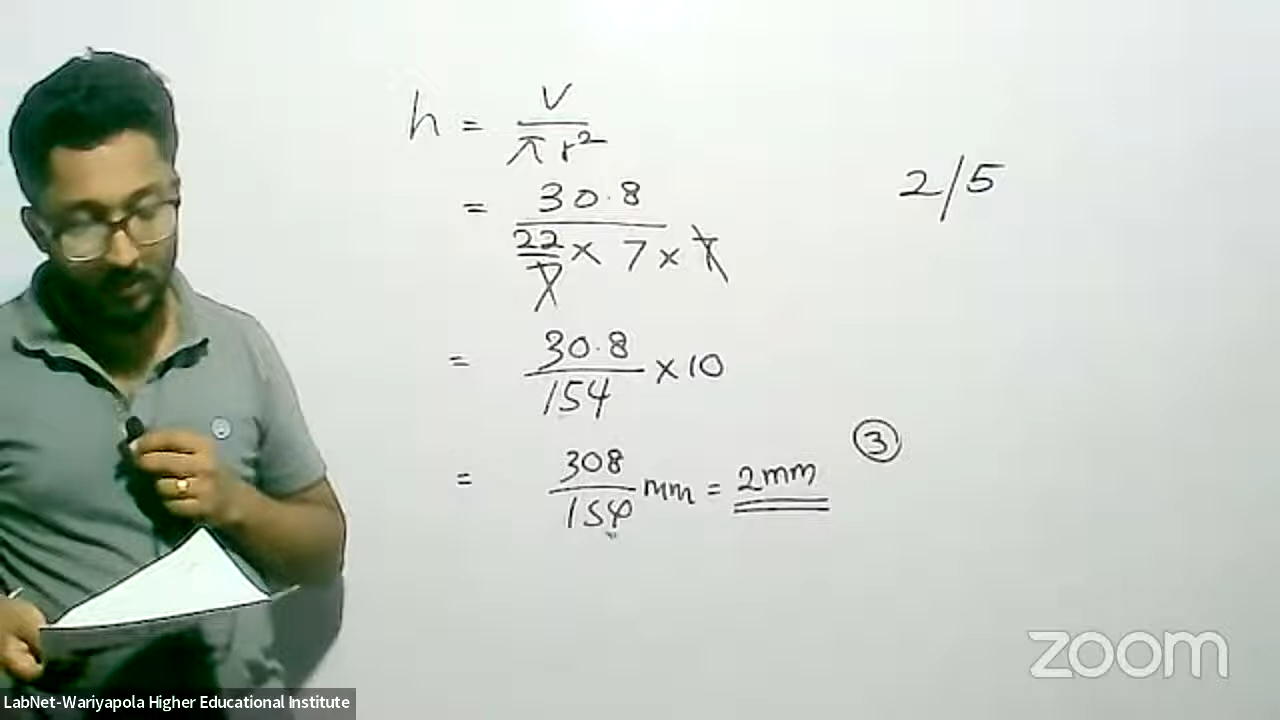 h = V / π r²
= 30.8 / (22/7 × 7 × 7)
2/5
= 30.8 / 154 × 10
= 308 / 154 mm = 2mm
③
zoom
LabNet-Wariyapola Higher Educational Institute